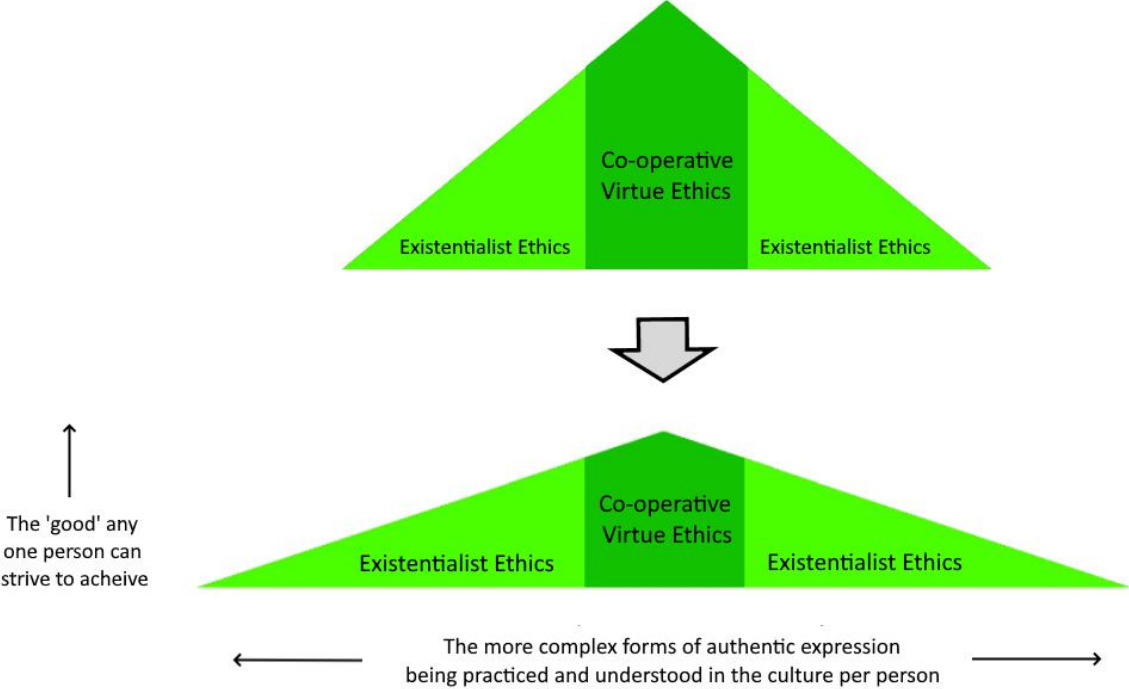 Co-operative
Virtue Ethics
Existentialist Ethics
Existentialist Ethics
Co-operative
Virtue Ethics
Existentialist Ethics
Existentialist Ethics
The 'good' any
one person can
strive to acheive
The more complex forms of authentic expression
being practiced and understood in the culture per person